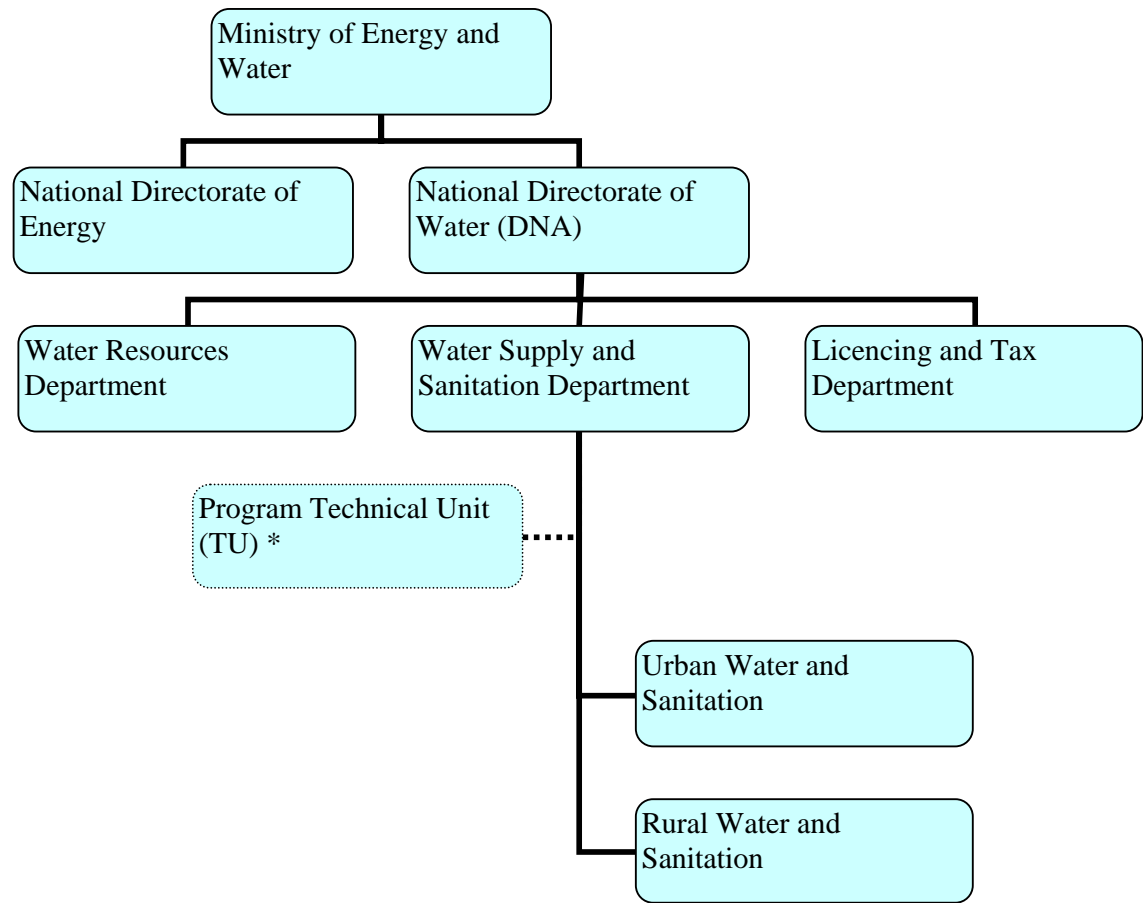 Ministry of Energy and
Water
National Directorate of
Energy
National Directorate of
Water (DNA)
Water Resources
Department
Water Supply and
Sanitation Department
Licencing and Tax
Department
Program Technical Unit
(TU) *
Urban Water and
Sanitation
Rural Water and
Sanitation